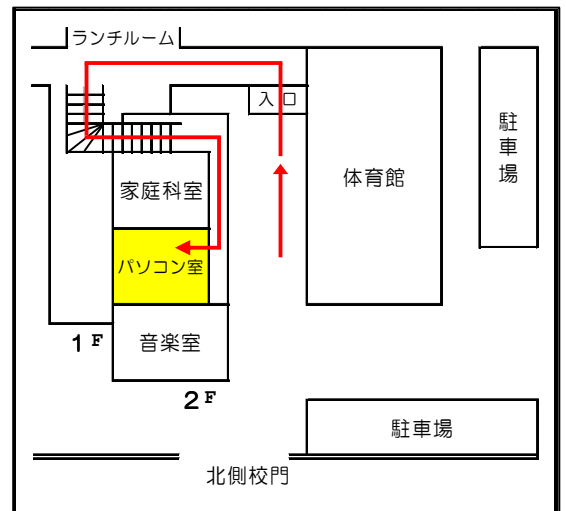 ランチルーム
入口
駐車場
体育館
家庭科室
パソコン室
音楽室
1F
2F
駐車場
北側校門